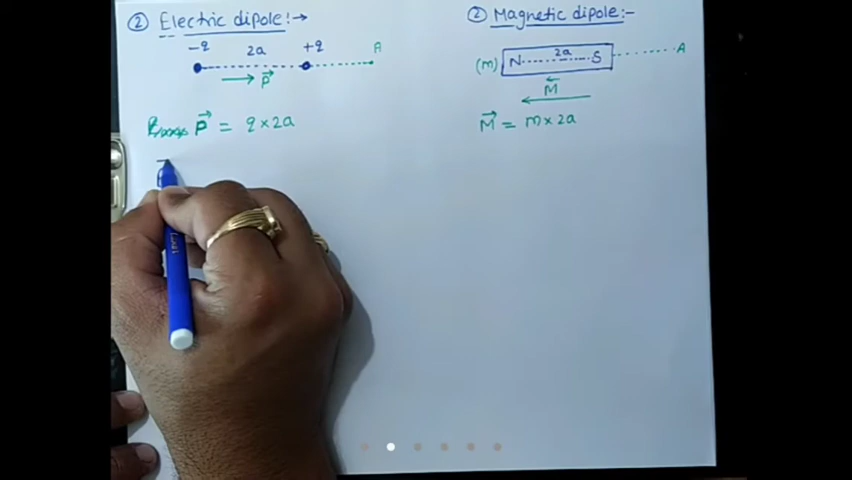 ② Electric dipole:→
-q 2a +q A
P⃗
P⃗ = q×2a
② Magnetic dipole:-
(m) N 2a S A
M⃗
M⃗ = m×2a